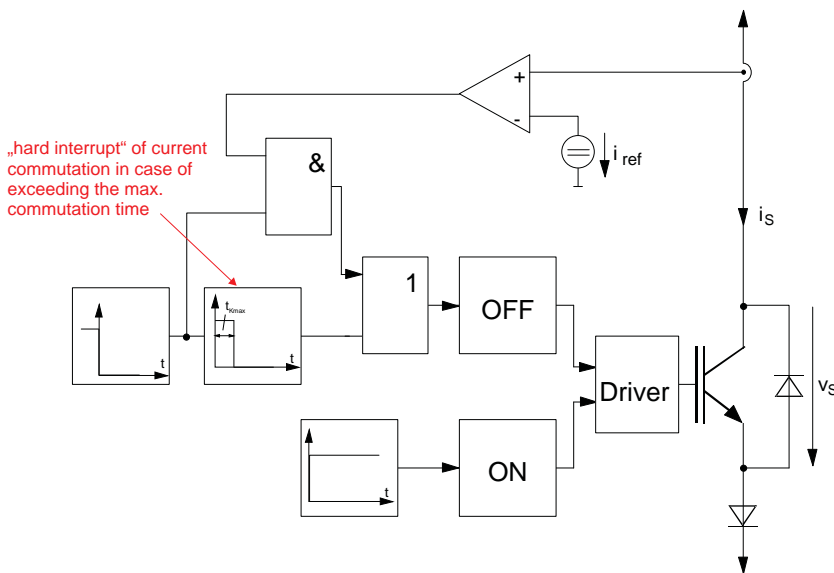 +
-
i ref
„hard interrupt“ of current
commutation in case of
exceeding the max.
commutation time
&
iS
1
OFF
tKmax
t
t
Driver
vS
ON
t